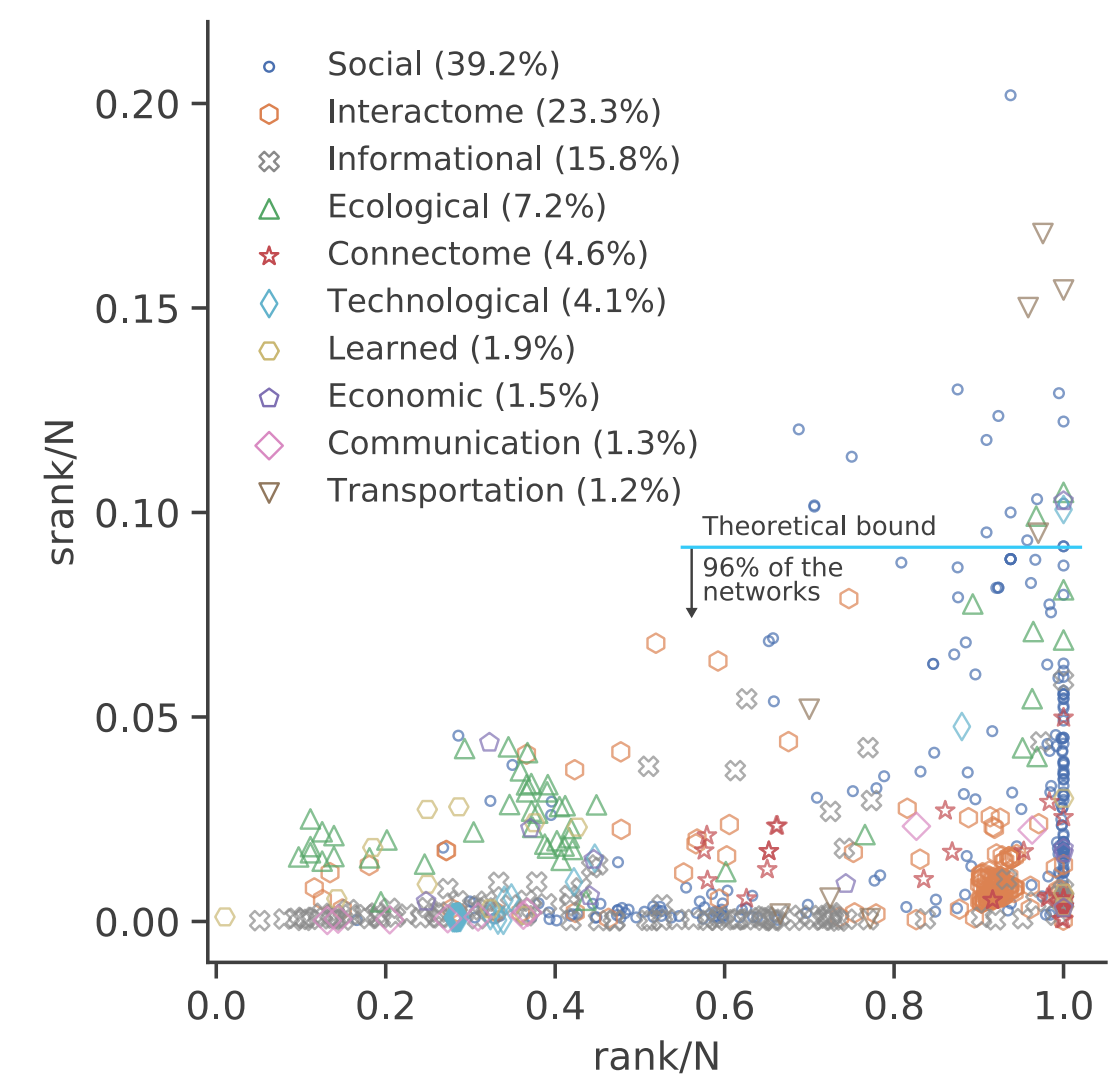 Social (39.2%)
Interactome (23.3%)
Informational (15.8%)
Ecological (7.2%)
Connectome (4.6%)
Technological (4.1%)
Learned (1.9%)
Economic (1.5%)
Communication (1.3%)
Transportation (1.2%)
Theoretical bound
96% of the
networks
srank/N
0.20
0.15
0.10
0.05
0.00
0.0 0.2 0.4 0.6 0.8 1.0
rank/N